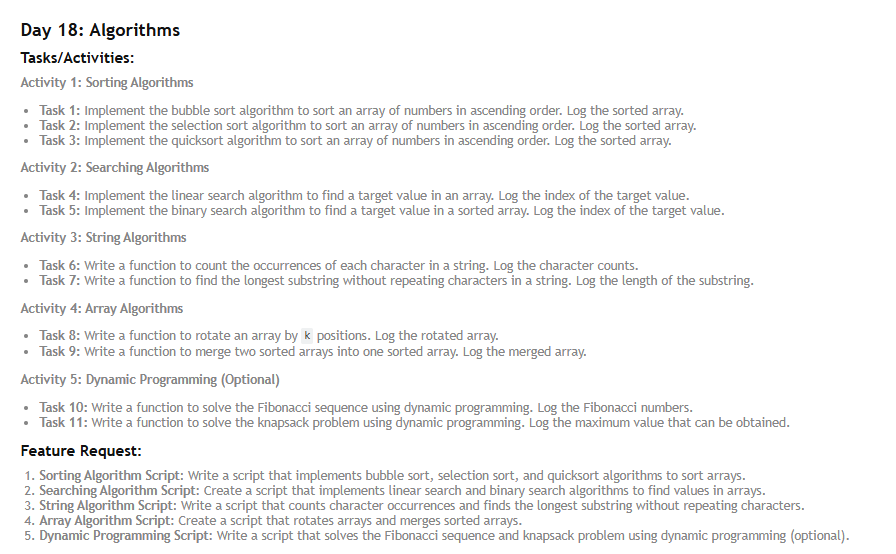 Day 18: Algorithms
Tasks/Activities:
Activity 1: Sorting Algorithms
• Task 1: Implement the bubble sort algorithm to sort an array of numbers in ascending order. Log the sorted array.
• Task 2: Implement the selection sort algorithm to sort an array of numbers in ascending order. Log the sorted array.
• Task 3: Implement the quicksort algorithm to sort an array of numbers in ascending order. Log the sorted array.
Activity 2: Searching Algorithms
• Task 4: Implement the linear search algorithm to find a target value in an array. Log the index of the target value.
• Task 5: Implement the binary search algorithm to find a target value in a sorted array. Log the index of the target value.
Activity 3: String Algorithms
• Task 6: Write a function to count the occurrences of each character in a string. Log the character counts.
• Task 7: Write a function to find the longest substring without repeating characters in a string. Log the length of the substring.
Activity 4: Array Algorithms
• Task 8: Write a function to rotate an array by k positions. Log the rotated array.
• Task 9: Write a function to merge two sorted arrays into one sorted array. Log the merged array.
Activity 5: Dynamic Programming (Optional)
• Task 10: Write a function to solve the Fibonacci sequence using dynamic programming. Log the Fibonacci numbers.
• Task 11: Write a function to solve the knapsack problem using dynamic programming. Log the maximum value that can be obtained.
Feature Request:
1. Sorting Algorithm Script: Write a script that implements bubble sort, selection sort, and quicksort algorithms to sort arrays.
2. Searching Algorithm Script: Create a script that implements linear search and binary search algorithms to find values in arrays.
3. String Algorithm Script: Write a script that counts character occurrences and finds the longest substring without repeating characters.
4. Array Algorithm Script: Create a script that rotates arrays and merges sorted arrays.
5. Dynamic Programming Script: Write a script that solves the Fibonacci sequence and knapsack problem using dynamic programming (optional).